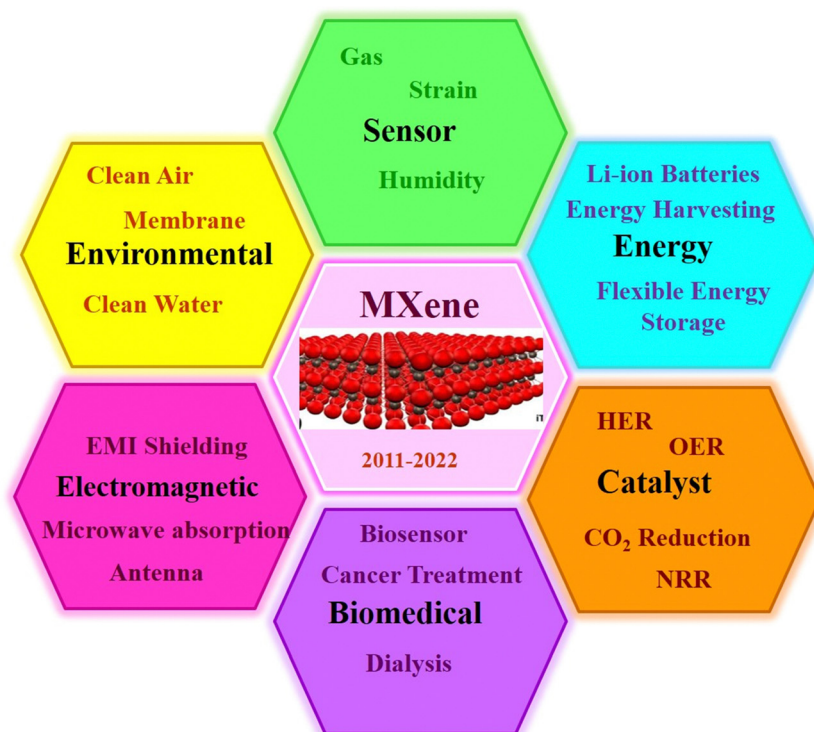 Gas
Strain
Sensor
Humidity
Clean Air
Membrane
Environmental
Clean Water
Li-ion Batteries
Energy Harvesting
Energy
Flexible Energy
Storage
MXene
2011-2022
EMI Shielding
Electromagnetic
Microwave absorption
Antenna
HER
OER
Catalyst
CO₂ Reduction
NRR
Biosensor
Cancer Treatment
Biomedical
Dialysis